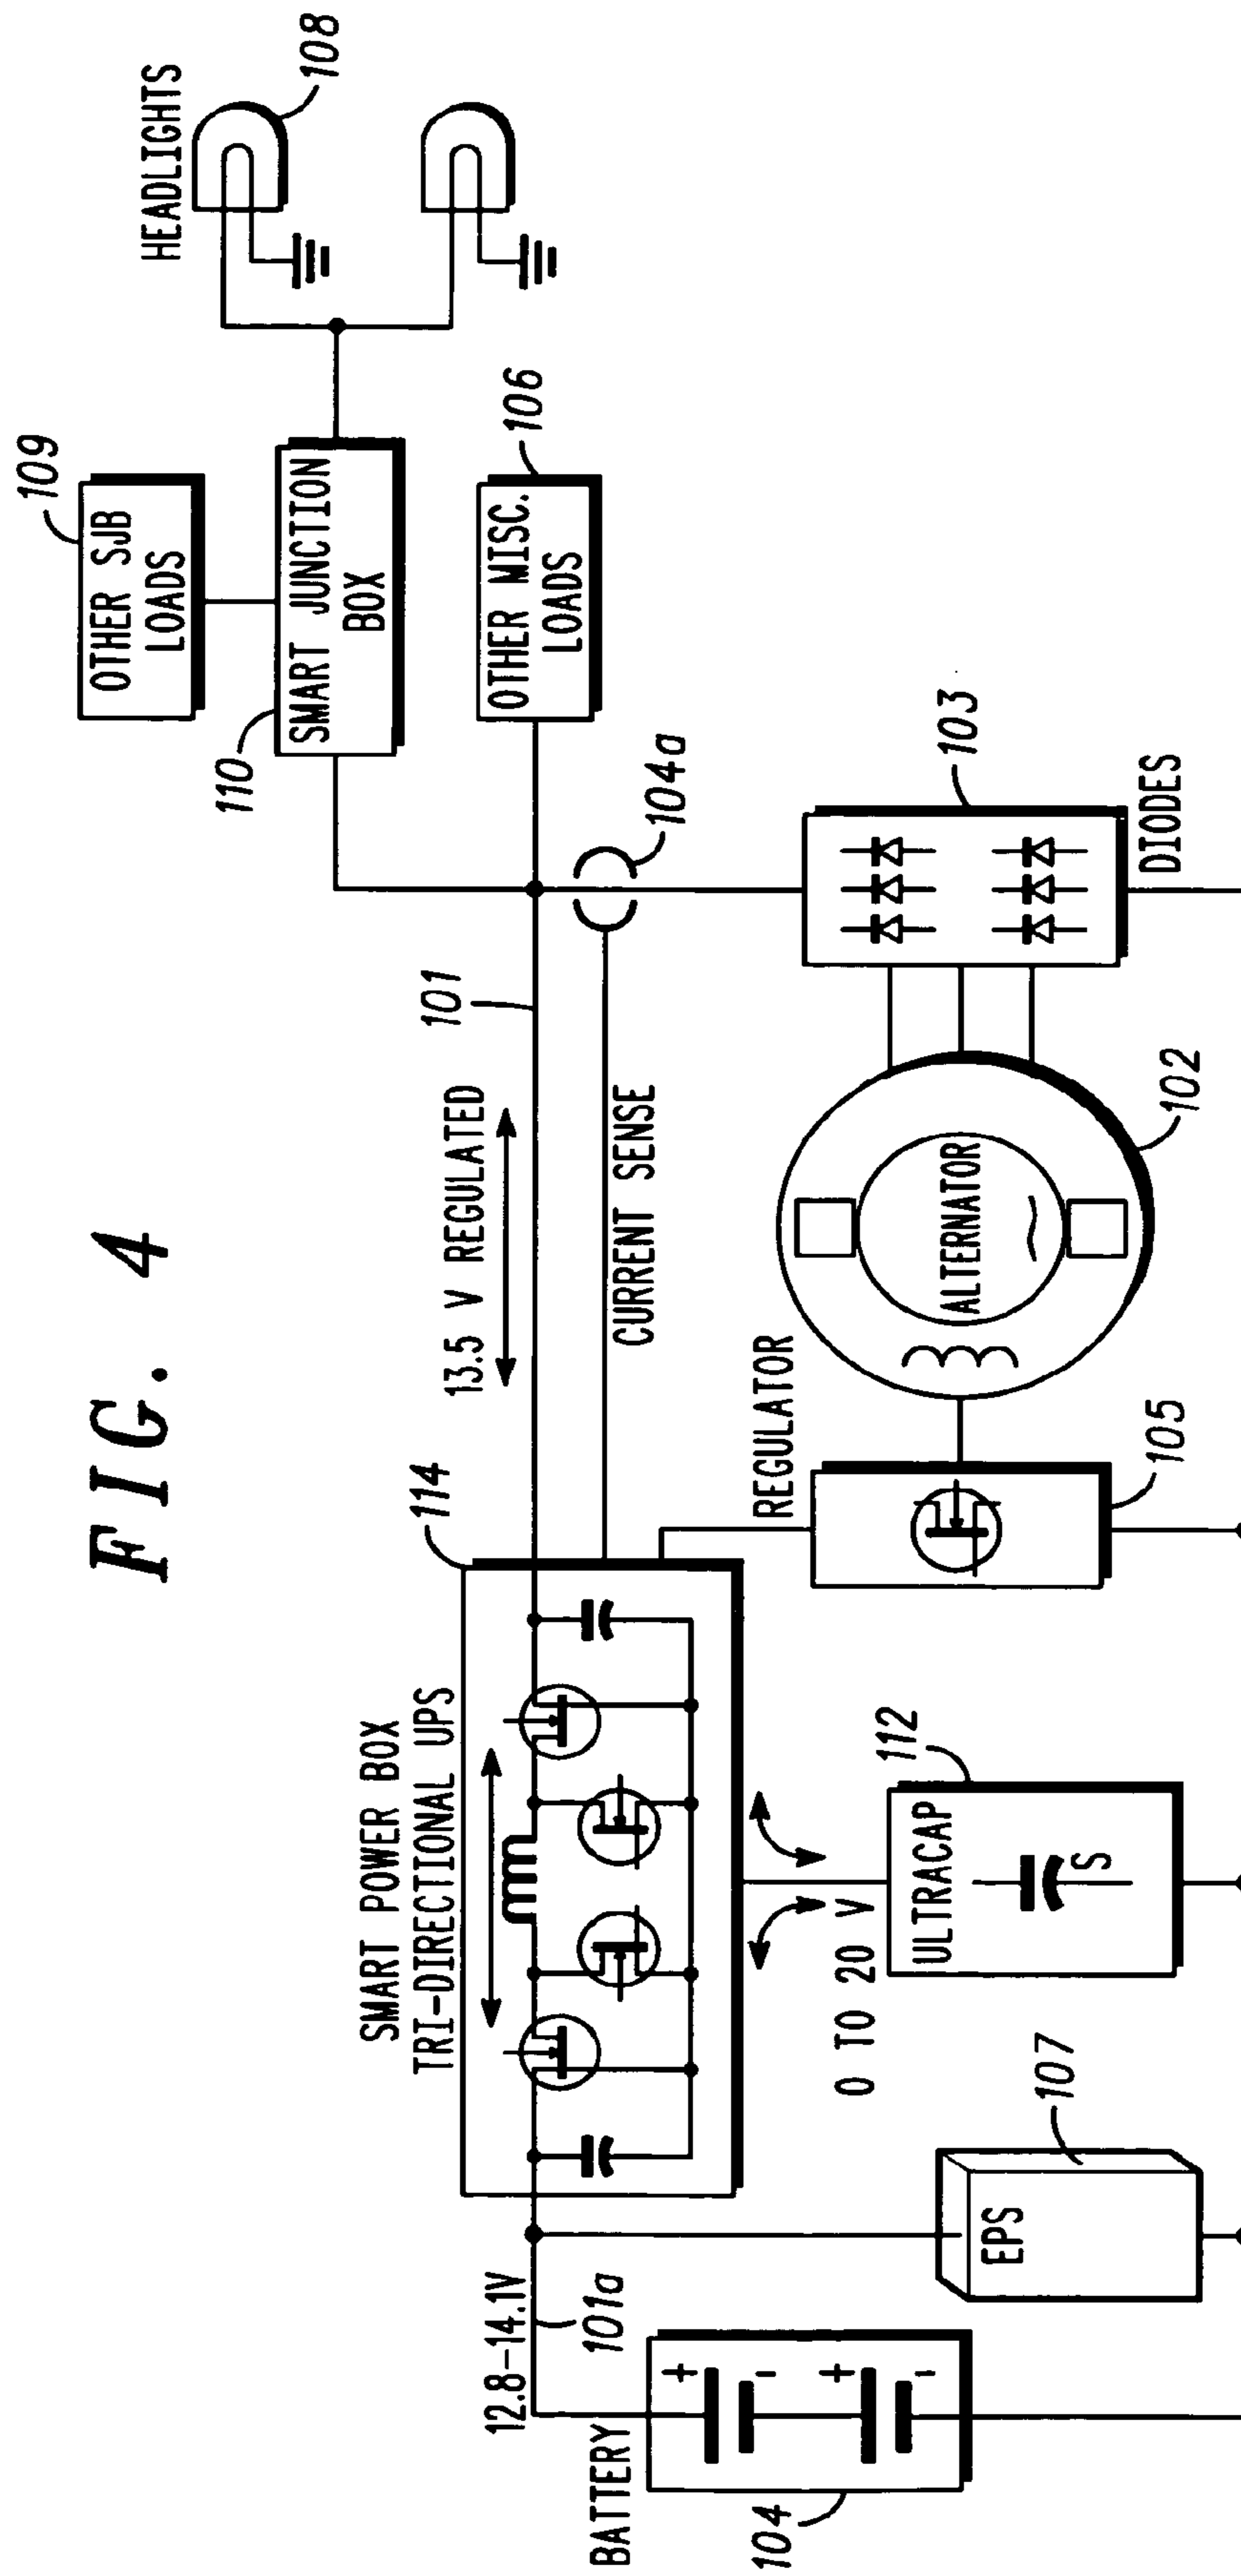 FIG. 4
HEADLIGHTS
108
109
OTHER SJB
LOADS
110
SMART JUNCTION
BOX
106
OTHER MISC.
LOADS
104a
101
13.5 V REGULATED
CURRENT SENSE
103
DIODES
102
ALTERNATOR
REGULATOR
105
114
SMART POWER BOX
TRI-DIRECTIONAL UPS
112
ULTRACAP
S
0 TO 20 V
107
EPS
12.8-14.1V
101a
BATTERY
+
-
+
-
104